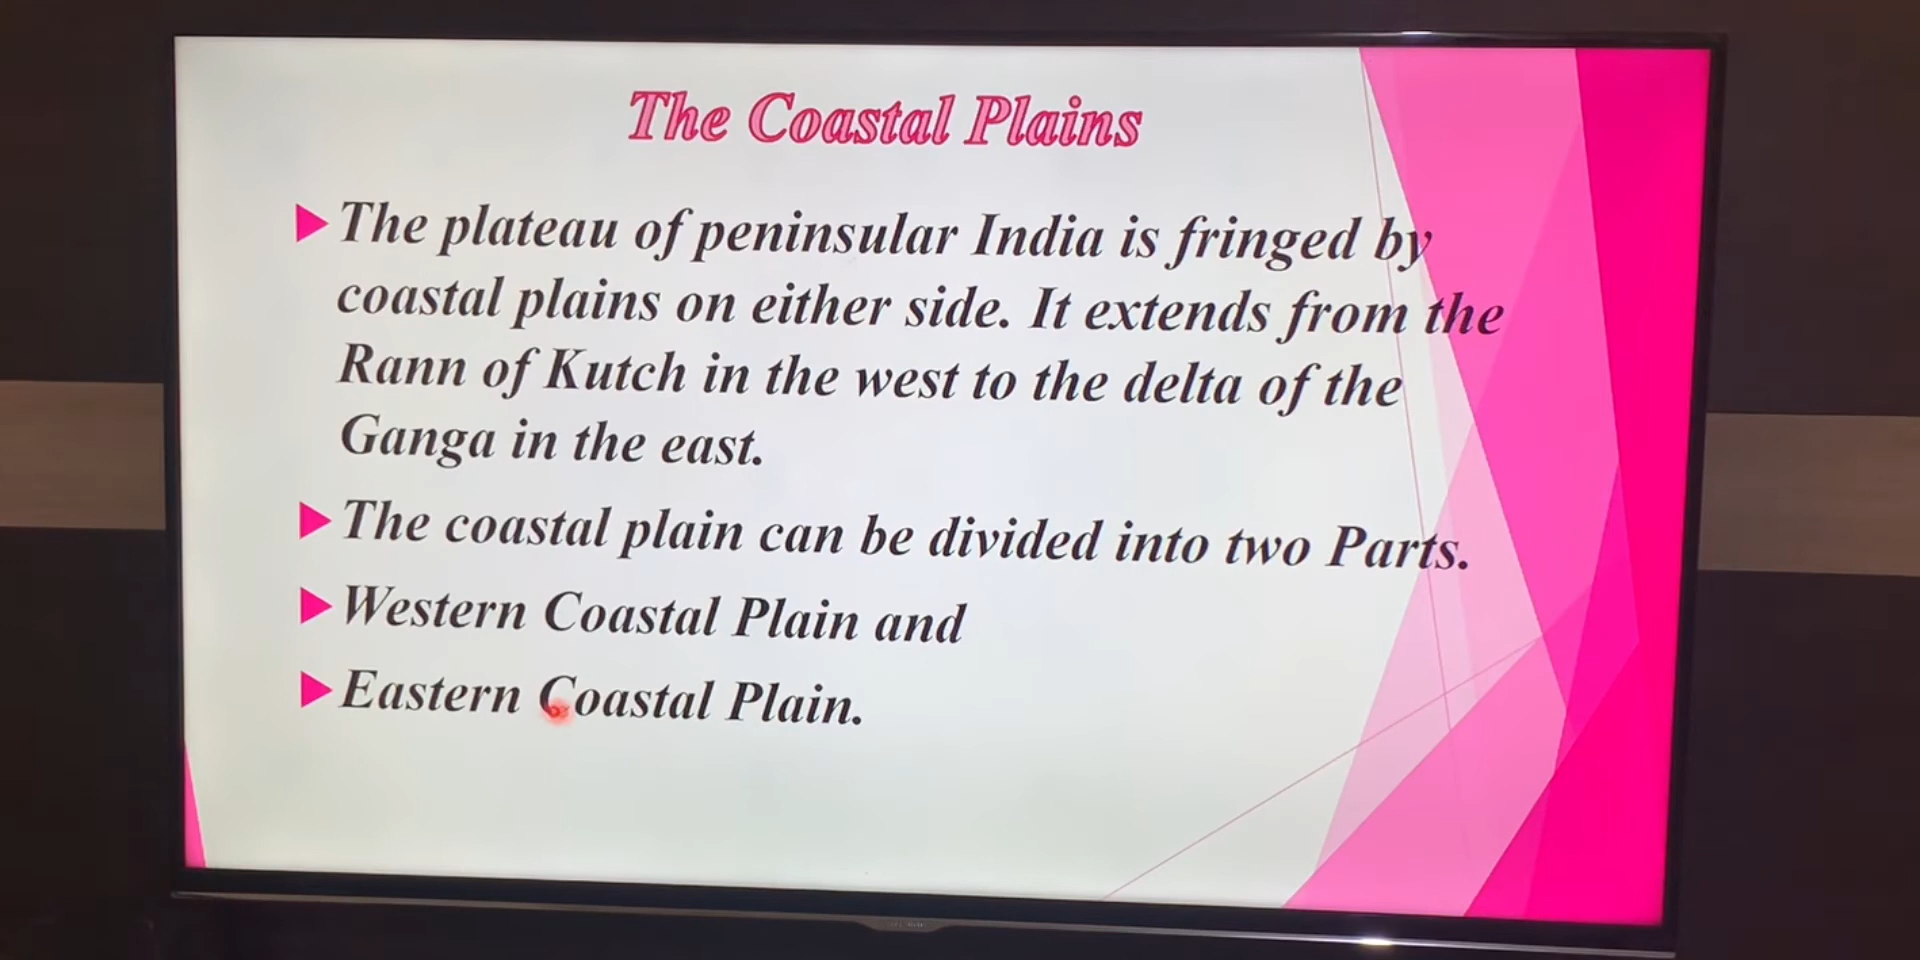 The Coastal Plains
The plateau of peninsular India is fringed by
coastal plains on either side. It extends from the
Rann of Kutch in the west to the delta of the
Ganga in the east.
The coastal plain can be divided into two Parts.
Western Coastal Plain and
Eastern Coastal Plain.